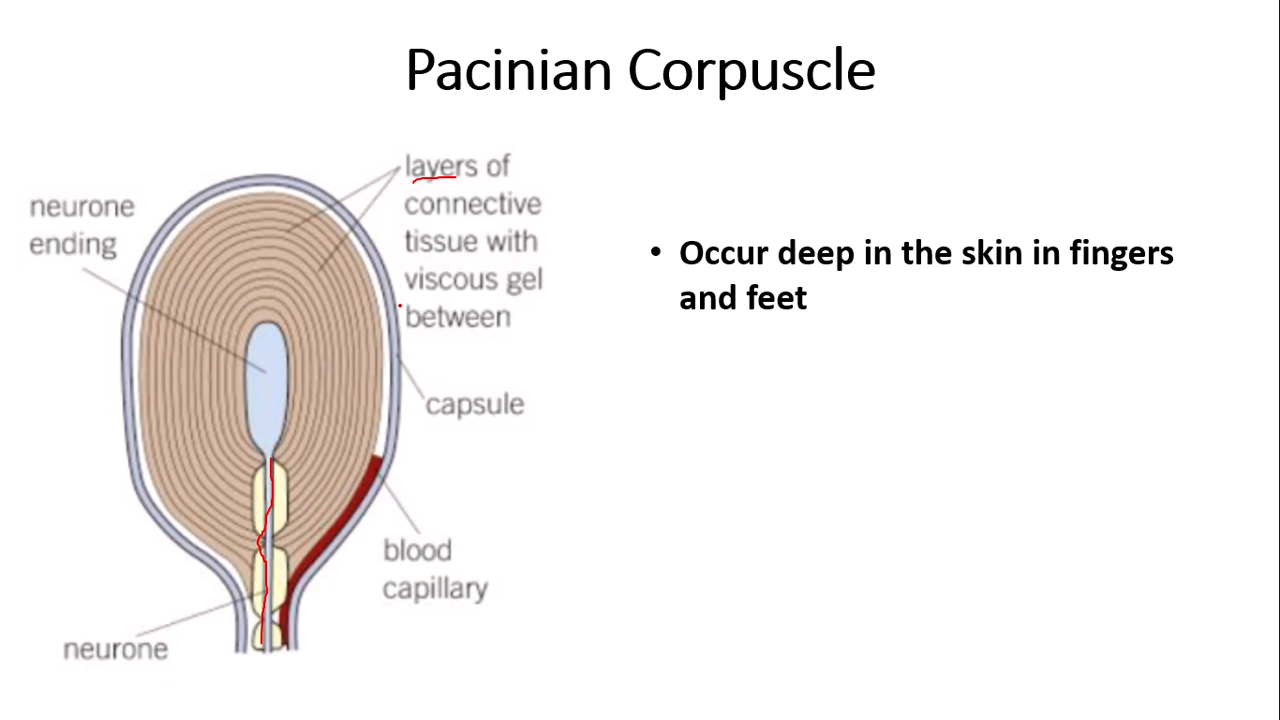 Pacinian Corpuscle
neurone
ending
layers of
connective
tissue with
viscous gel
between
capsule
blood
capillary
neurone
• Occur deep in the skin in fingers
and feet